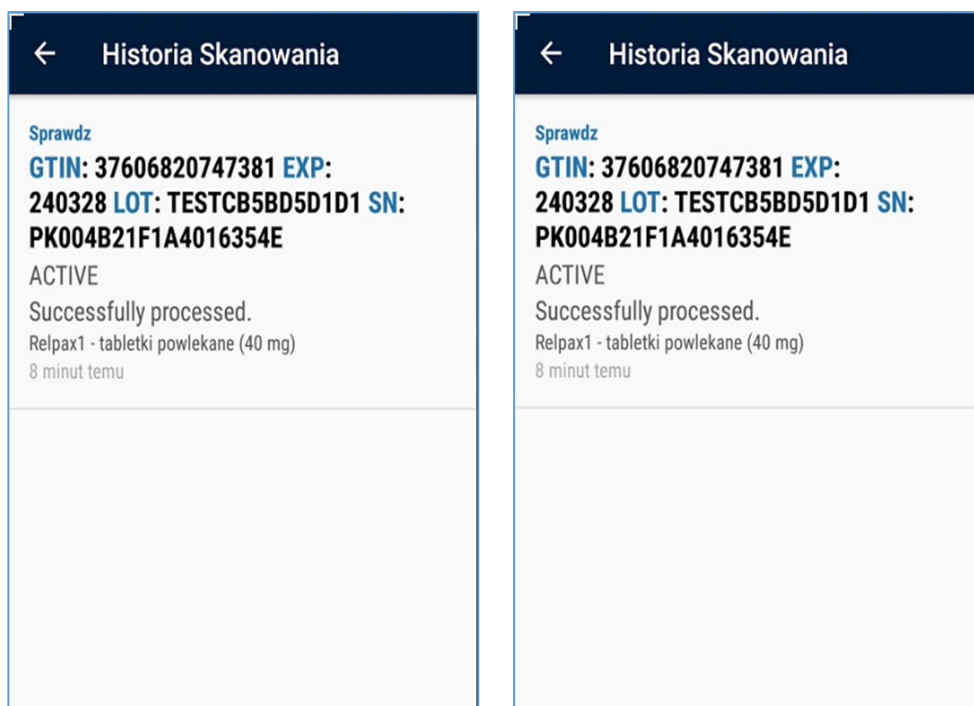 ← Historia Skanowania
Sprawdz
GTIN: 37606820747381 EXP:
240328 LOT: TESTCB5BD5D1D1 SN:
PK004B21F1A4016354E
ACTIVE
Successfully processed.
Relpax1 - tabletki powlekane (40 mg)
8 minut temu
← Historia Skanowania
Sprawdz
GTIN: 37606820747381 EXP:
240328 LOT: TESTCB5BD5D1D1 SN:
PK004B21F1A4016354E
ACTIVE
Successfully processed.
Relpax1 - tabletki powlekane (40 mg)
8 minut temu